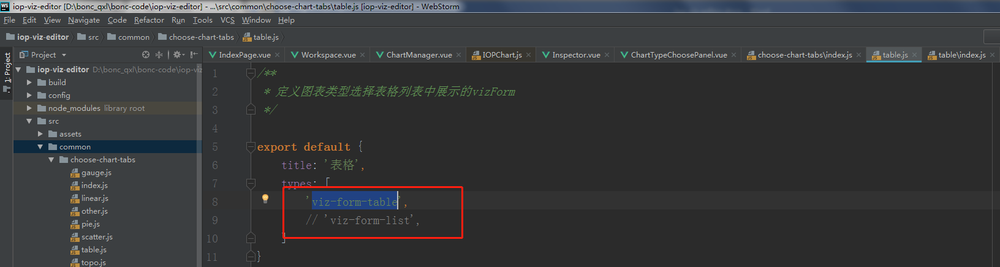 WS iop-viz-editor [D:\bonc_qxl\bonc-code\iop-viz-editor] - ...\src\common\choose-chart-tabs\table.js [iop-viz-editor] - WebStorm
File Edit View Navigate Code Refactor Run Tools VCS Window Help
iop-viz-editor src common choose-chart-tabs table.js
1: Project
Project
IndexPage.vue Workspace.vue ChartManager.vue IOPChart.js Inspector.vue ChartTypeChoosePanel.vue choose-chart-tabs\index.js table.js table\index.js
iop-viz-editor D:\bonc_qxl\bonc-code\iop-viz
build
config
node_modules library root
src
assets
common
choose-chart-tabs
gauge.js
index.js
linear.js
other.js
pie.js
scatter.js
table.js
topo.js
1 /**
2 * 定义图表类型选择表格列表中展示的vizForm
3 */
4
5 export default {
6 title: '表格',
7 types: [
8 'viz-form-table',
9 // 'viz-form-list',
10 ]
11 }